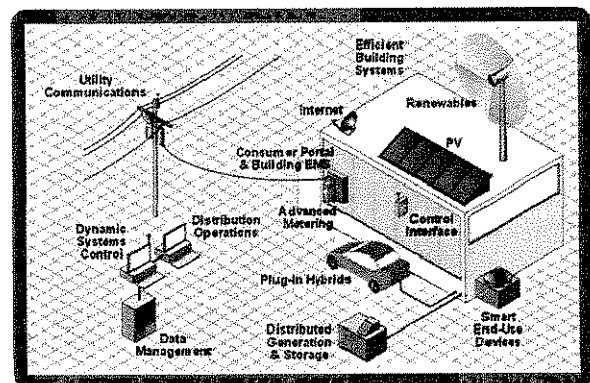 Efficient
Building
Systems
Utility
Communications
Renewables
Internet
PV
Consumer Portal
& Building EMS
Advanced
Metering
Control
Interface
Dynamic
Systems
Control
Distribution
Operations
Plug-In Hybrids
Data
Management
Distributed
Generation
& Storage
Smart
End-Use
Devices